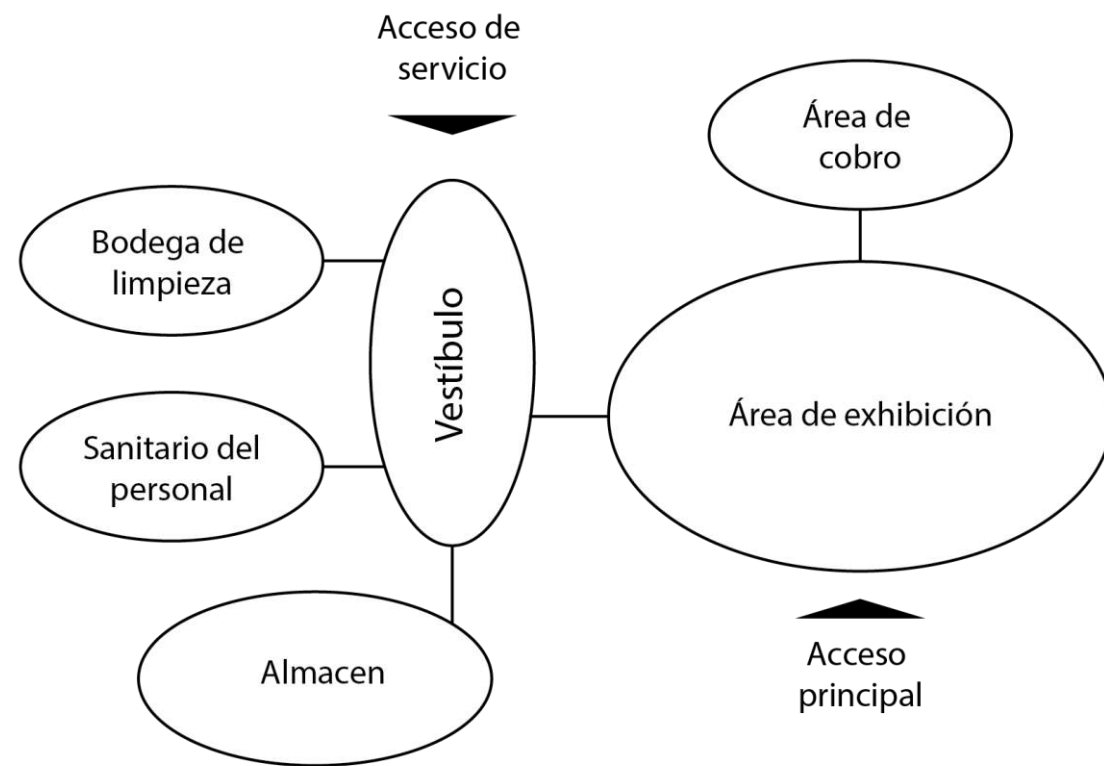 Acceso de
servicio
Área de
cobro
Bodega de
limpieza
Vestíbulo
Área de exhibición
Sanitario del
personal
Almacen
Acceso
principal